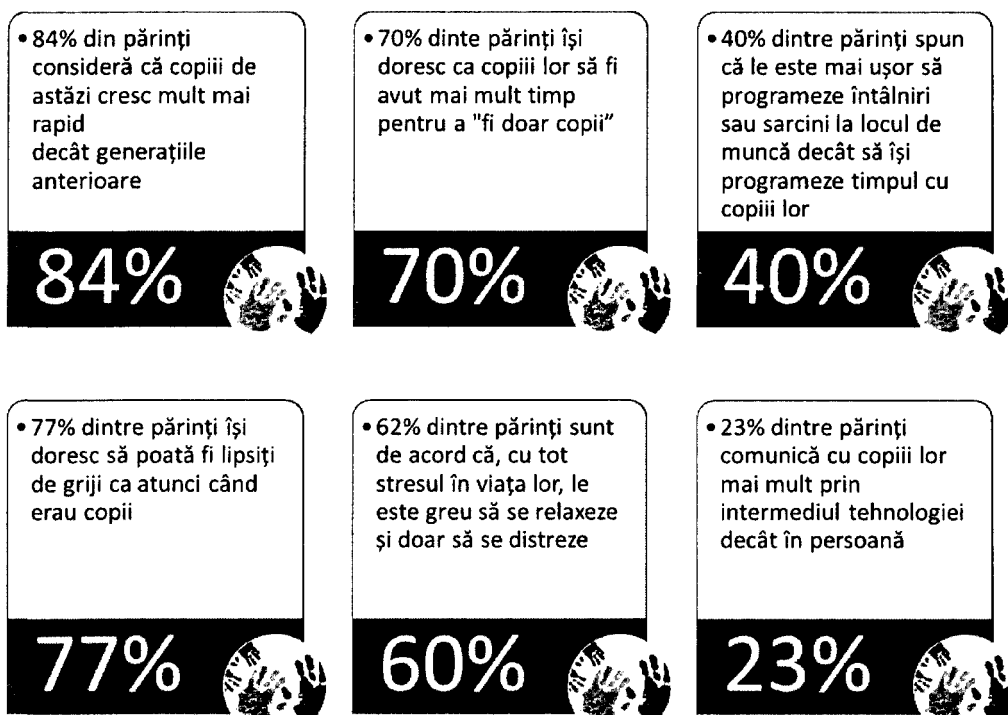 • 84% din părinți
consideră că copiii de
astăzi cresc mult mai
rapid
decât generațiile
anterioare
84%
• 70% dinte părinți își
doresc ca copiii lor să fi
avut mai mult timp
pentru a "fi doar copii”
70%
• 40% dintre părinți spun
că le este mai ușor să
programeze întâlniri
sau sarcini la locul de
muncă decât să își
programeze timpul cu
copiii lor
40%
• 77% dintre părinți își
doresc să poată fi lipsiți
de griji ca atunci când
erau copii
77%
• 62% dintre părinți sunt
de acord că, cu tot
stresul în viața lor, le
este greu să se relaxeze
și doar să se distreze
60%
• 23% dintre părinți
comunică cu copiii lor
mai mult prin
intermediul tehnologiei
decât în persoană
23%